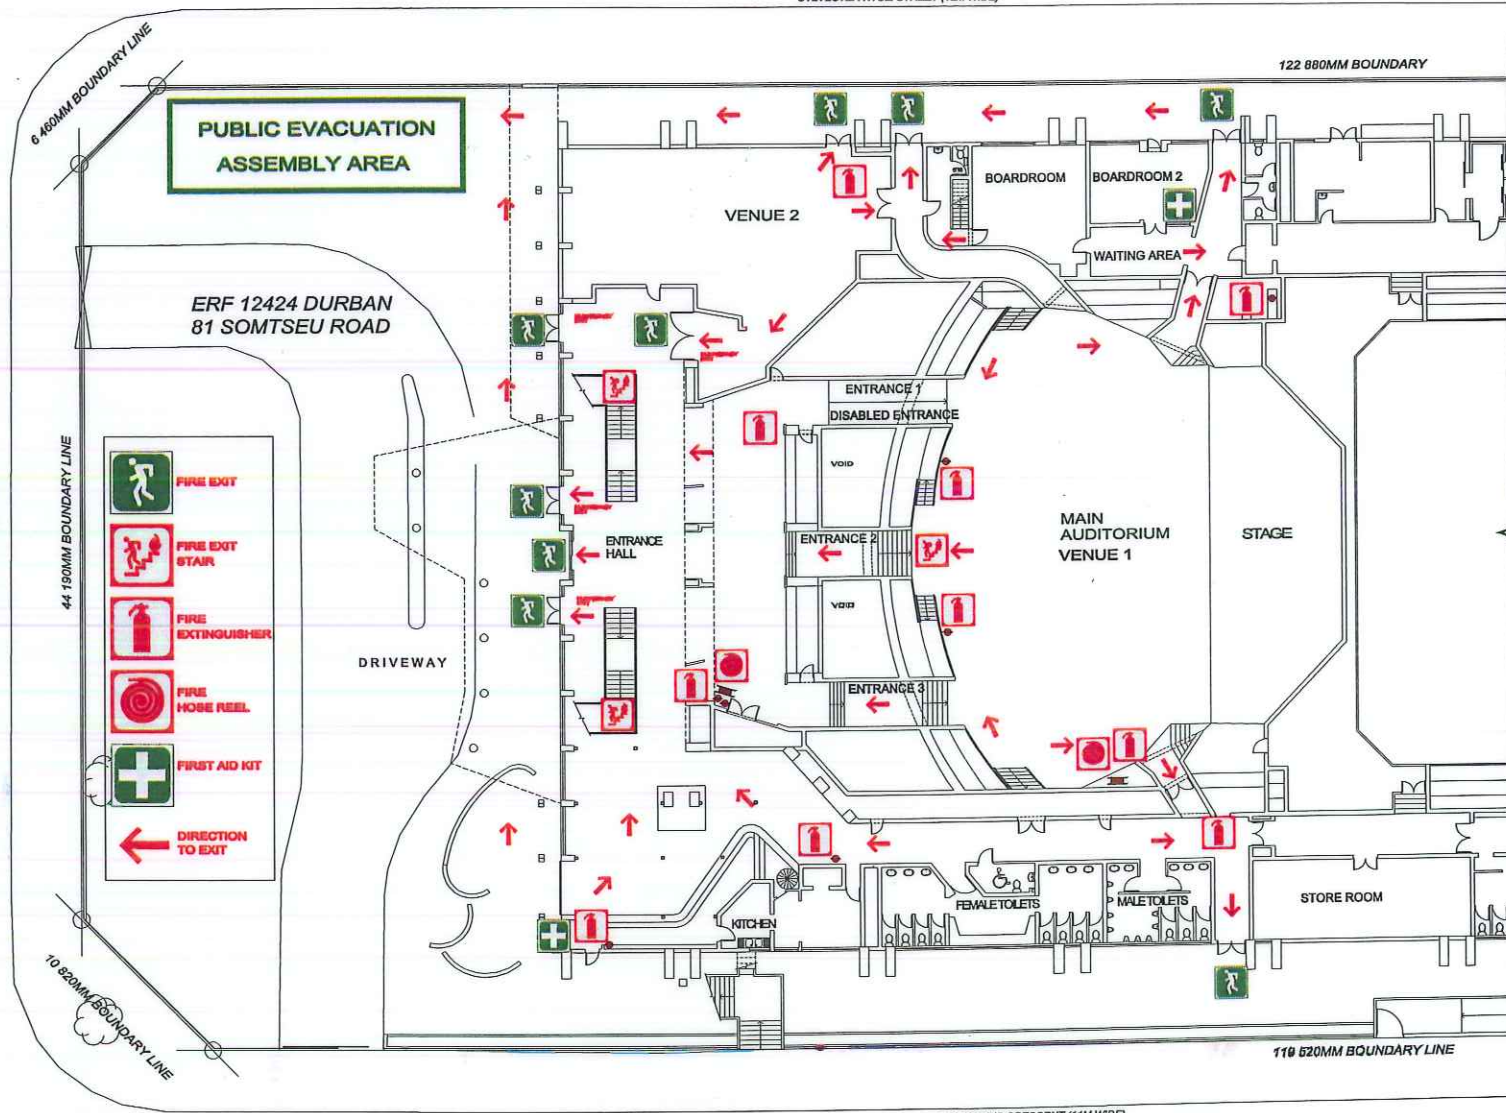 122 880MM BOUNDARY
6 460MM BOUNDARY LINE
PUBLIC EVACUATION
ASSEMBLY AREA
BOARDROOM
BOARDROOM 2
VENUE 2
WAITING AREA
ERF 12424 DURBAN
81 SOMTSEU ROAD
ENTRANCE 1
DISABLED ENTRANCE
44 190MM BOUNDARY LINE
VOID
FIRE EXIT
MAIN
AUDITORIUM
VENUE 1
STAGE
ENTRANCE
HALL
ENTRANCE 2
FIRE EXIT
STAIR
VOID
FIRE
EXTINGUISHER
DRIVEWAY
ENTRANCE 3
FIRE
HOSE REEL
FIRST AID KIT
DIRECTION
TO EXIT
FEMALE TOILETS
MALE TOILETS
STORE ROOM
KITCHEN
10 820MM BOUNDARY LINE
119 520MM BOUNDARY LINE